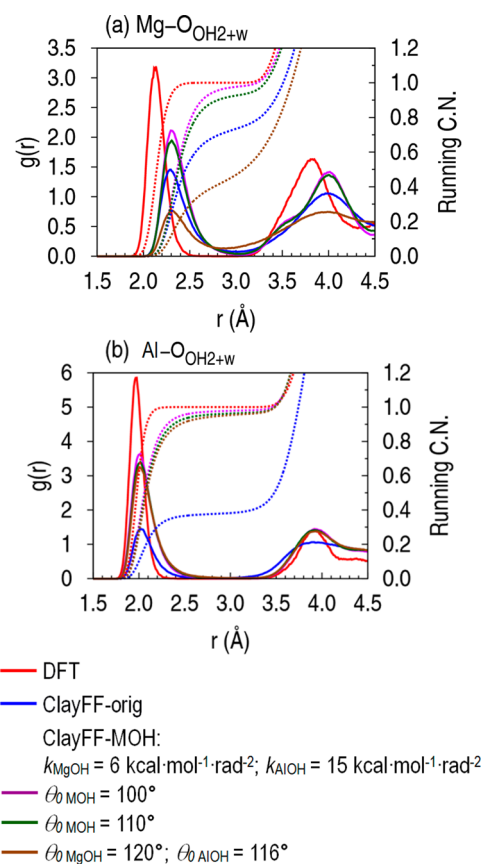 (a) Mg–O_OH2+w
3.5
3.0
2.5
2.0
1.5
1.0
0.5
0.0
g(r)
1.2
1.0
0.8
0.6
0.4
0.2
0.0
Running C.N.
1.5 2.0 2.5 3.0 3.5 4.0 4.5
r (Å)
(b) Al–O_OH2+w
6
5
4
3
2
1
0
g(r)
1.2
1.0
0.8
0.6
0.4
0.2
0.0
Running C.N.
1.5 2.0 2.5 3.0 3.5 4.0 4.5
r (Å)
DFT
ClayFF-orig
ClayFF-MOH:
k_MgOH = 6 kcal·mol⁻¹·rad⁻²; k_AlOH = 15 kcal·mol⁻¹·rad⁻²
θ_0 MOH = 100°
θ_0 MOH = 110°
θ_0 MgOH = 120°; θ_0 AlOH = 116°